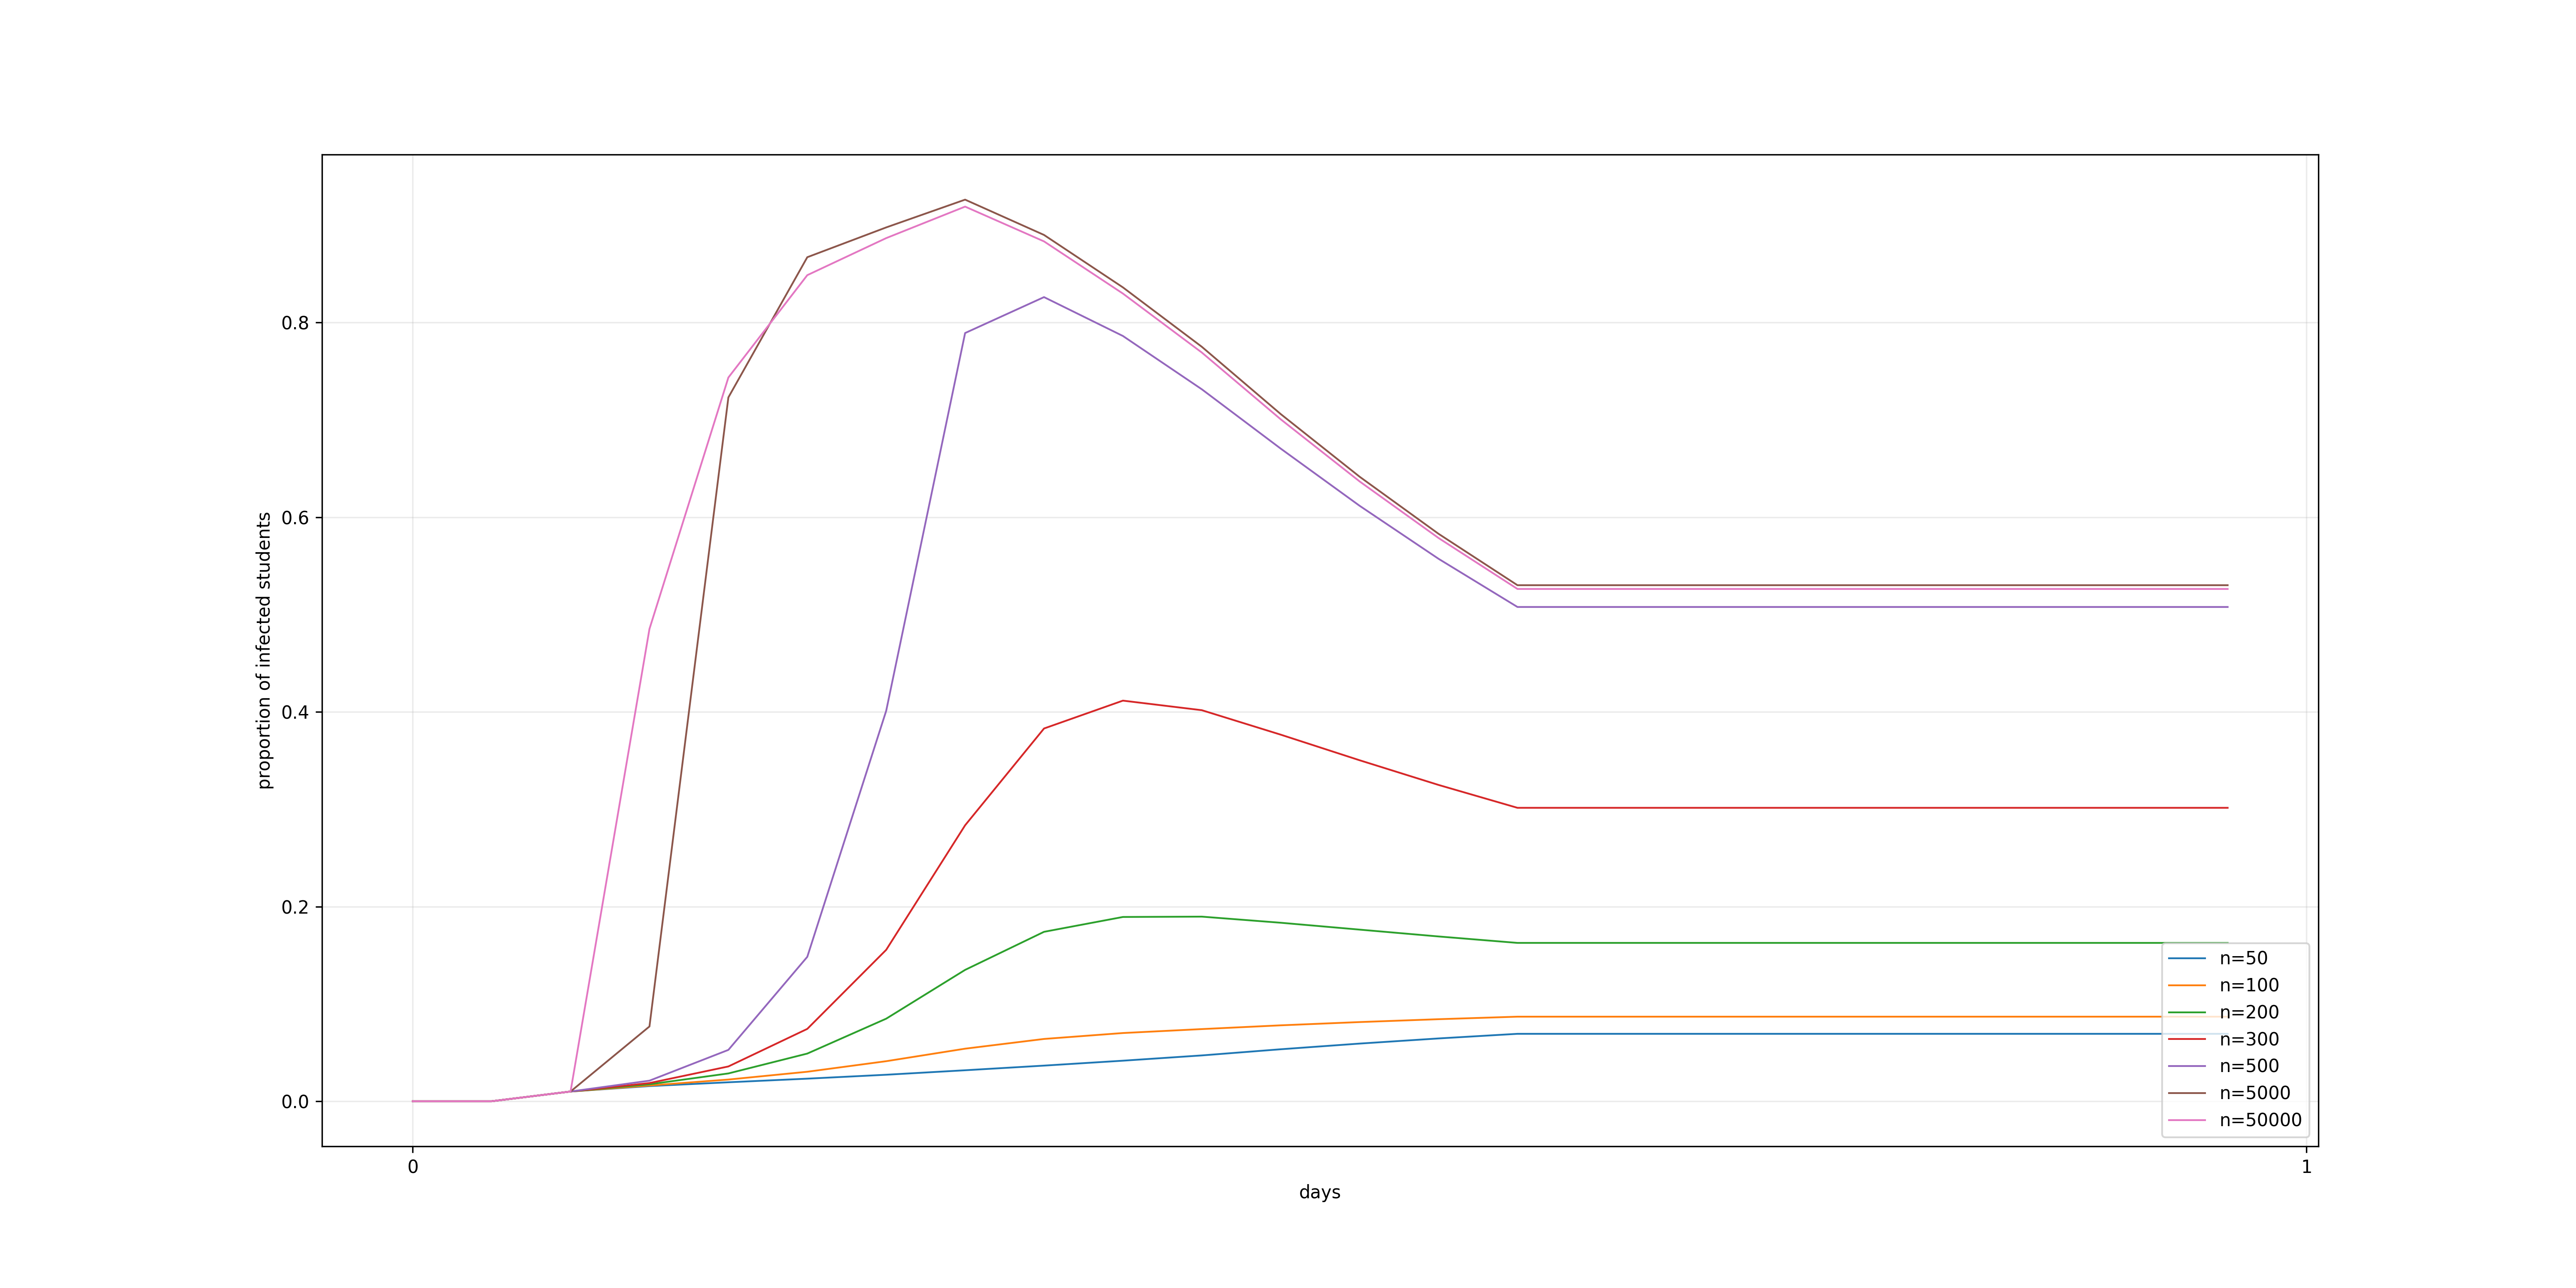 proportion of infected students
0.8
0.6
0.4
0.2
0.0
0
1
days
n=50
n=100
n=200
n=300
n=500
n=5000
n=50000